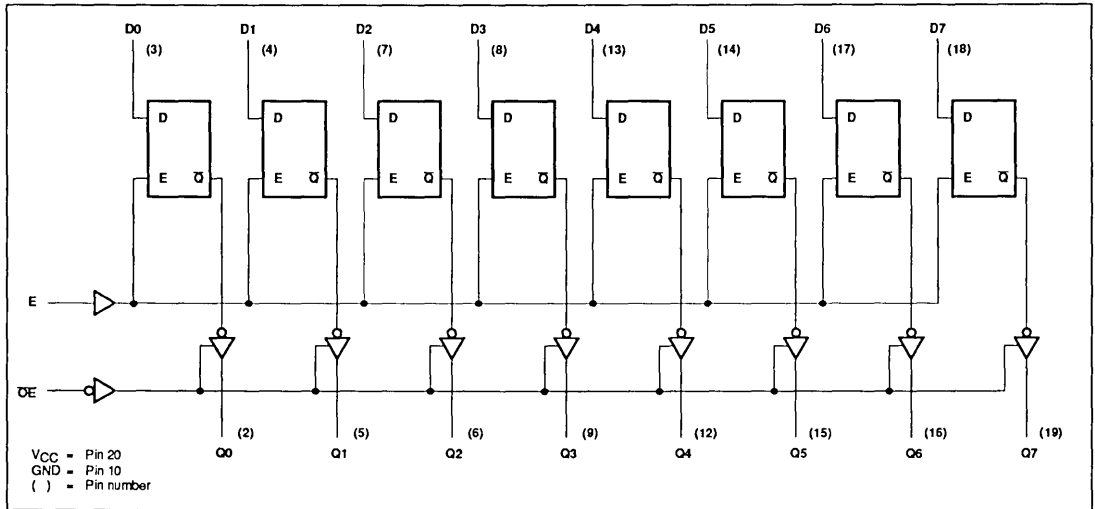 D0 D1 D2 D3 D4 D5 D6 D7
(3) (4) (7) (8) (13) (14) (17) (18)
D D D D D D D D
E Q̅ E Q̅ E Q̅ E Q̅ E Q̅ E Q̅ E Q̅ E Q̅
E
O̅E̅
(2) (5) (6) (9) (12) (15) (16) (19)
Q0 Q1 Q2 Q3 Q4 Q5 Q6 Q7
VCC = Pin 20
GND = Pin 10
( ) = Pin number